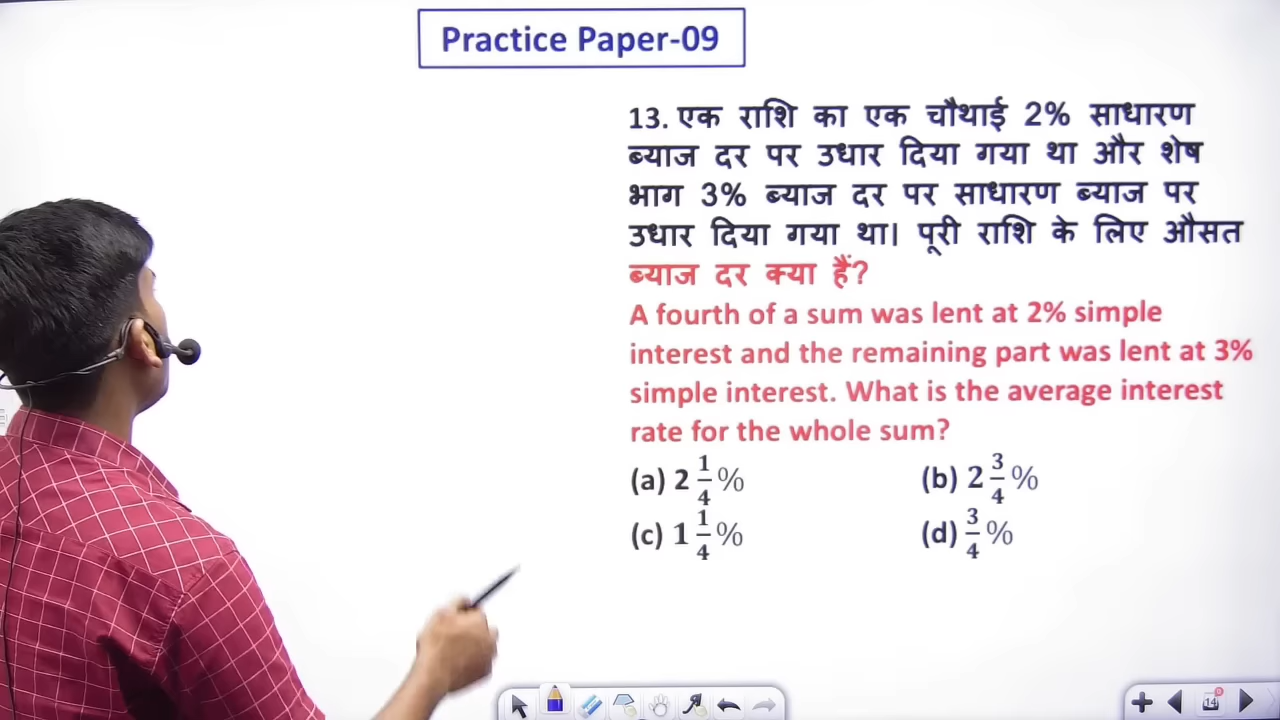 Practice Paper-09
13. एक राशि का एक चौथाई 2% साधारण
ब्याज दर पर उधार दिया गया था और शेष
भाग 3% ब्याज दर पर साधारण ब्याज पर
उधार दिया गया था। पूरी राशि के लिए औसत
ब्याज दर क्या हैं?
A fourth of a sum was lent at 2% simple
interest and the remaining part was lent at 3%
simple interest. What is the average interest
rate for the whole sum?
(a) 2 1/4 % (b) 2 3/4 %
(c) 1 1/4 % (d) 3/4 %
14